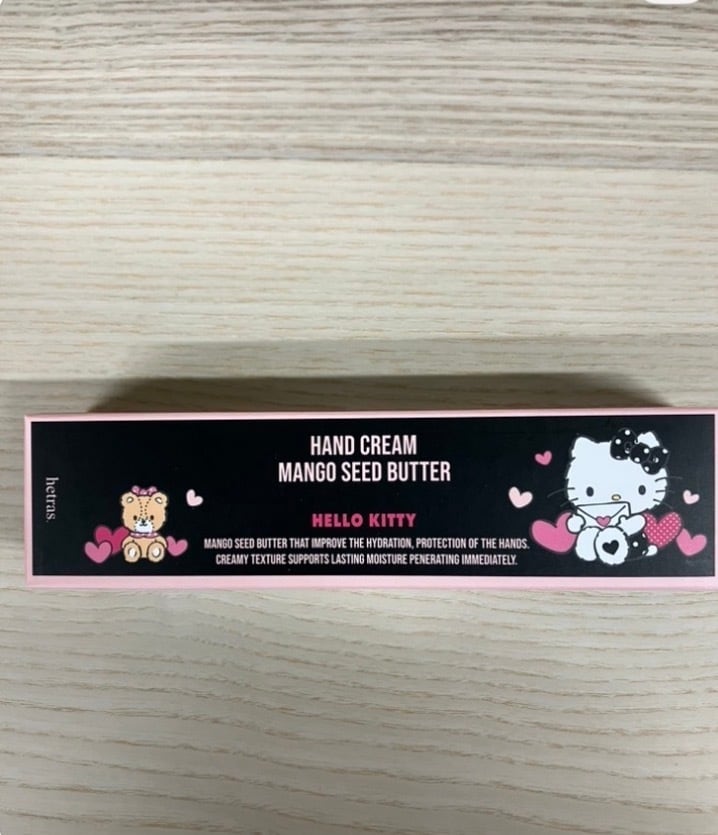 HAND CREAM
MANGO SEED BUTTER
hetras.
HELLO KITTY
MANGO SEED BUTTER THAT IMPROVE THE HYDRATION, PROTECTION OF THE HANDS.
CREAMY TEXTURE SUPPORTS LASTING MOISTURE PENERATING IMMEDIATELY.